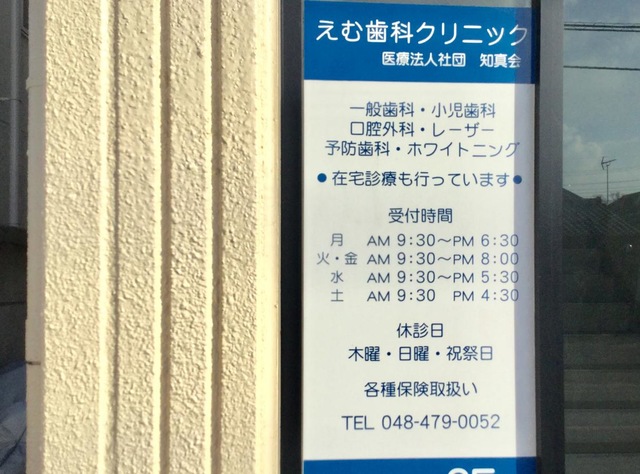 えむ歯科クリニック
医療法人社団 知真会
一般歯科・小児歯科
口腔外科・レーザー
予防歯科・ホワイトニング
●在宅診療も行っています●
受付時間
月 AM 9:30～PM 6:30
火・金 AM 9:30～PM 8:00
水 AM 9:30～PM 5:30
土 AM 9:30 PM 4:30
休診日
木曜・日曜・祝祭日
各種保険取扱い
TEL 048-479-0052